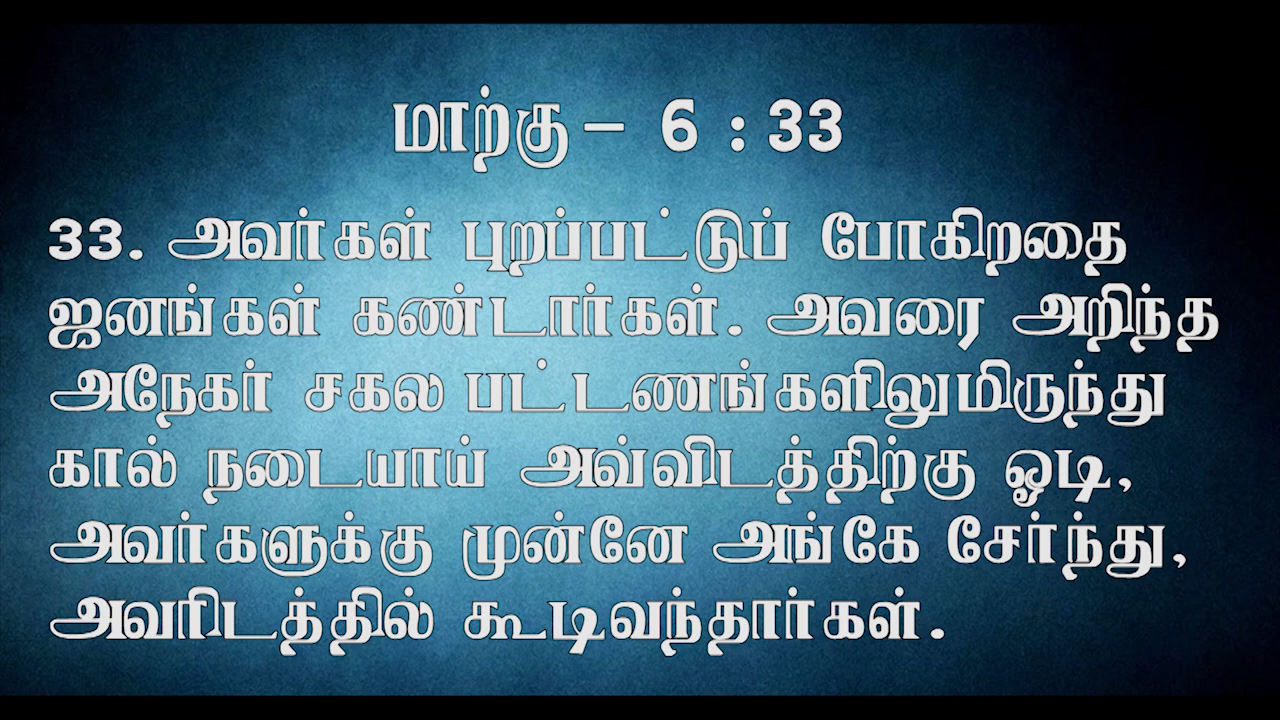 மாற்கு – 6 : 33
33. அவர்கள் புறப்பட்டுப் போகிறதை
ஜனங்கள் கண்டார்கள். அவரை அறிந்த
அநேகர் சகல பட்டணங்களிலுமிருந்து
கால் நடையாய் அவ்விடத்திற்கு ஓடி,
அவர்களுக்கு முன்னே அங்கே சேர்ந்து,
அவரிடத்தில் கூடிவந்தார்கள்.